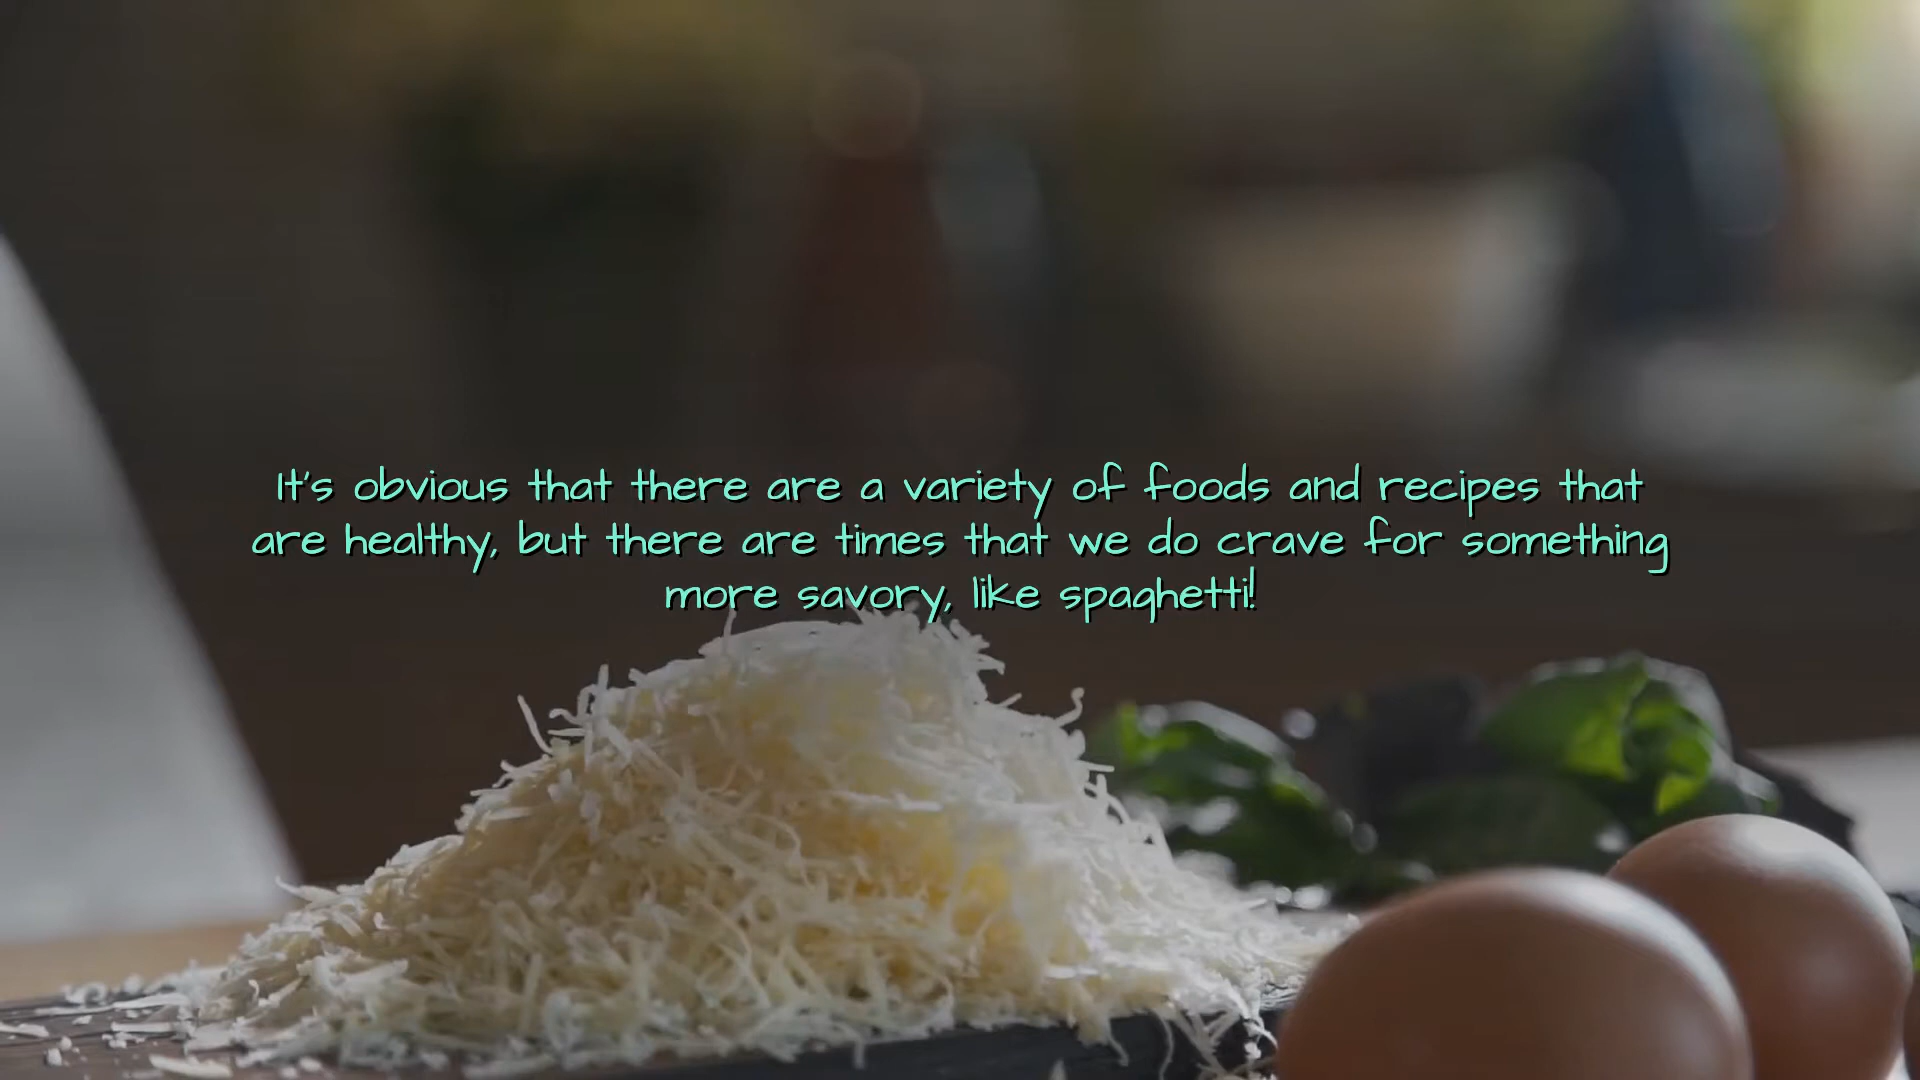 It's obvious that there are a variety of foods and recipes that
are healthy, but there are times that we do crave for something
more savory, like spaghetti!